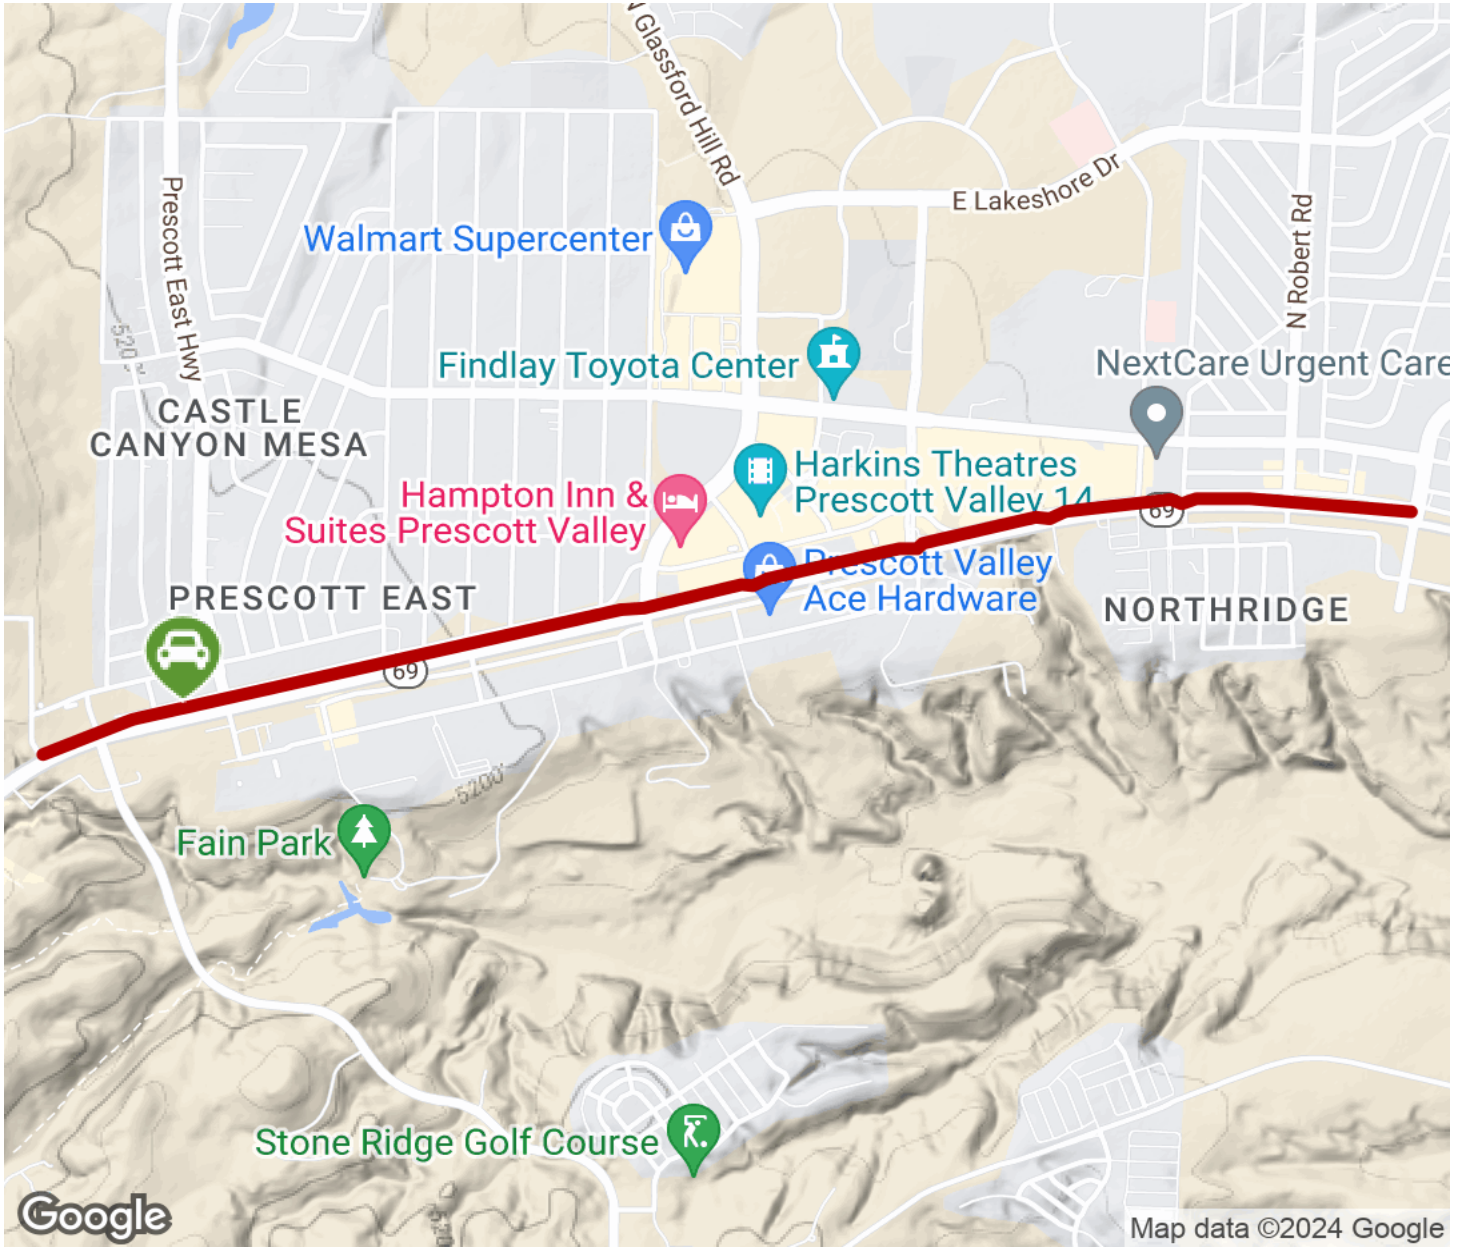 N Glassford Hill Rd
E Lakeshore Dr
Prescott East Hwy
N Robert Rd
Walmart Supercenter
520
Findlay Toyota Center
NextCare Urgent Care
CASTLE
CANYON MESA
Harkins Theatres
Prescott Valley 14
Hampton Inn &
Suites Prescott Valley
69
Prescott Valley
Ace Hardware
PRESCOTT EAST
NORTHRIDGE
69
5200'
Fain Park
Stone Ridge Golf Course
Google
Map data ©2024 Google